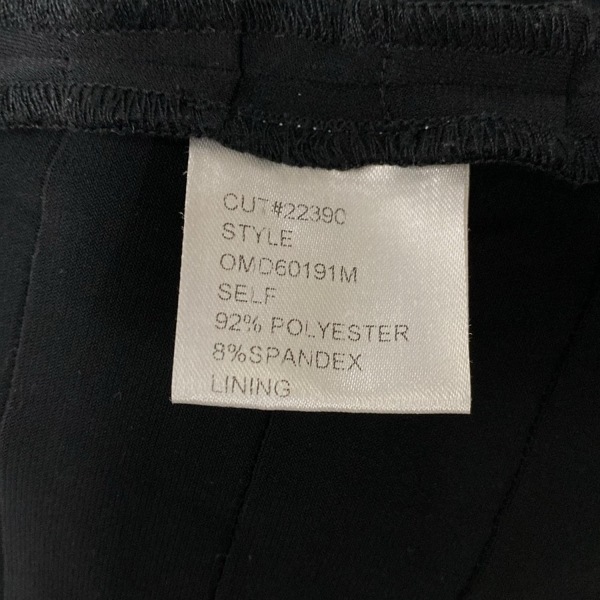 CUT#22390
STYLE
OMD60191M
SELF
92% POLYESTER
8%SPANDEX
LINING